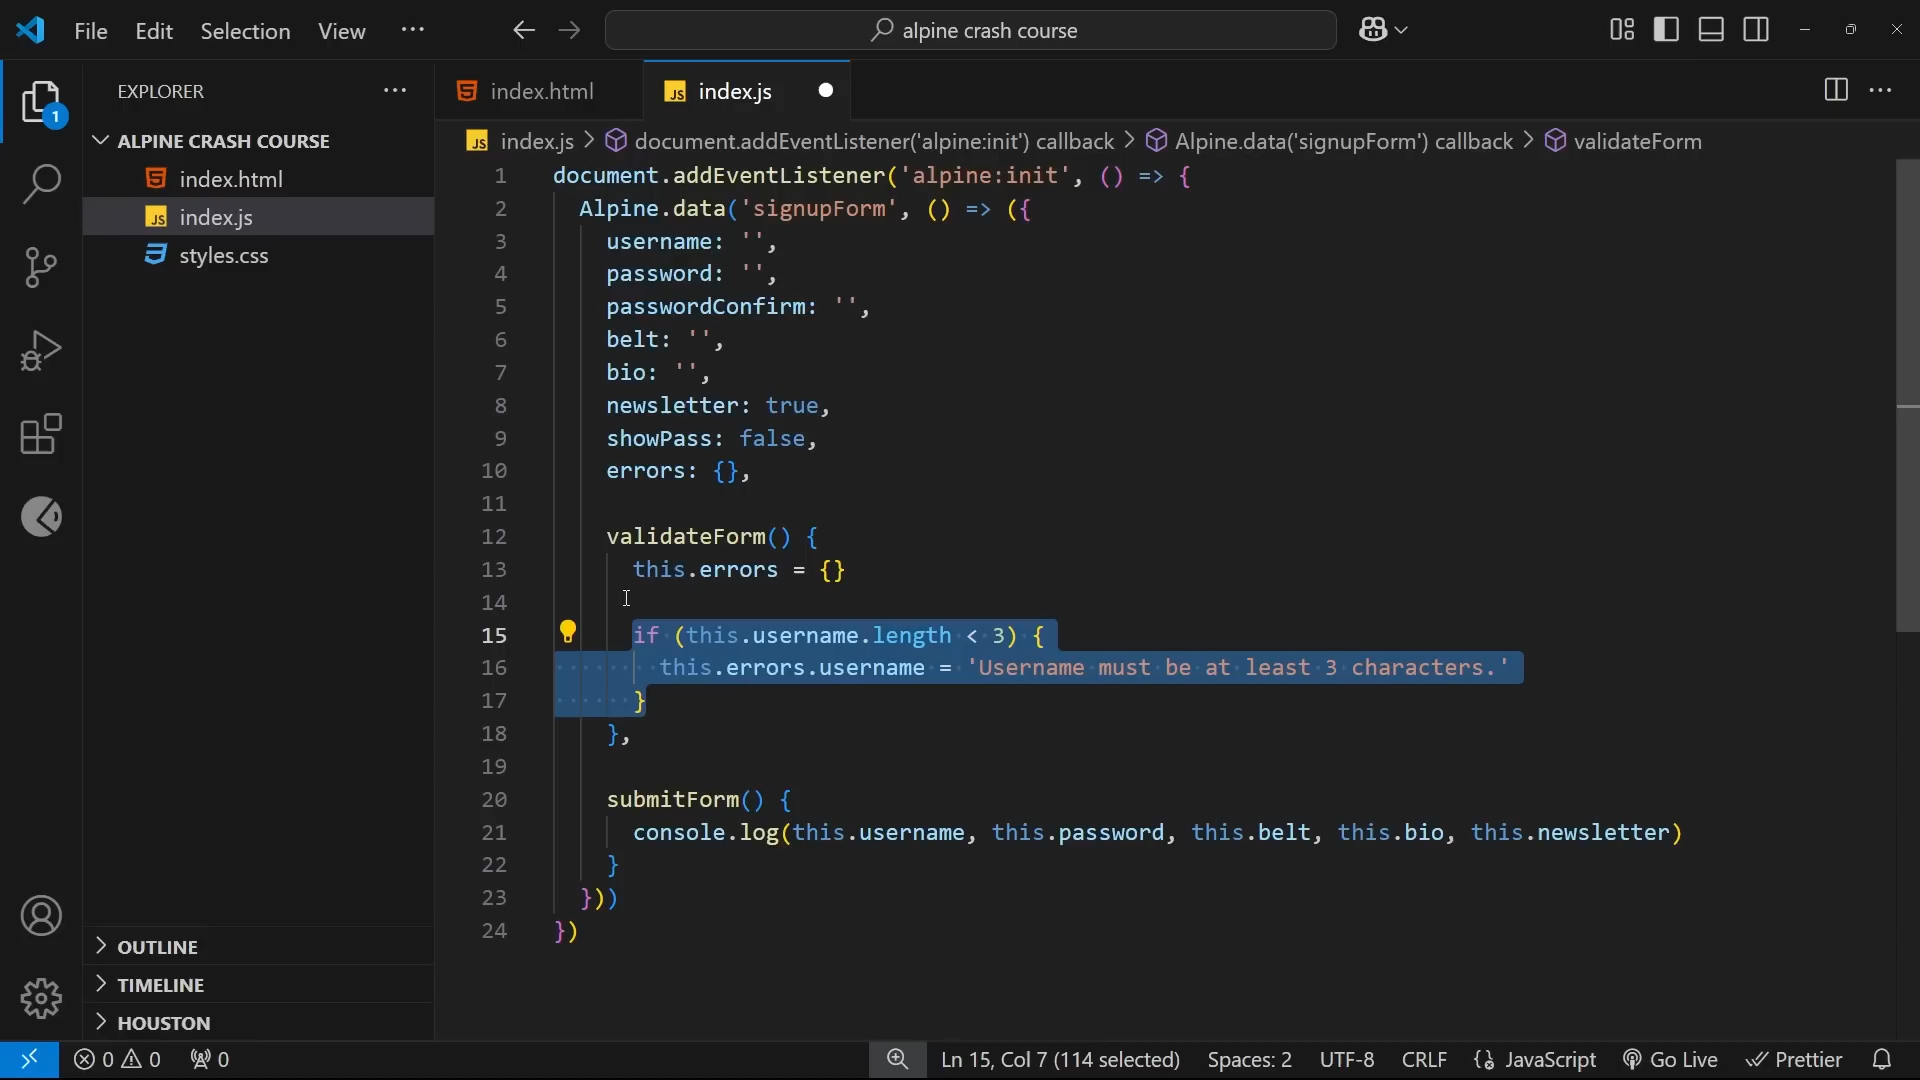 File Edit Selection View ··· alpine crash course
EXPLORER ···
1
ALPINE CRASH COURSE
index.html
index.js
styles.css
OUTLINE
TIMELINE
HOUSTON
index.html
JS index.js
JS index.js > document.addEventListener('alpine:init') callback > Alpine.data('signupForm') callback > validateForm
1 document.addEventListener('alpine:init', () => {
2 Alpine.data('signupForm', () => ({
3 username: '',
4 password: '',
5 passwordConfirm: '',
6 belt: '',
7 bio: '',
8 newsletter: true,
9 showPass: false,
10 errors: {},
11
12 validateForm() {
13 this.errors = {}
14
15 if (this.username.length < 3) {
16 this.errors.username = 'Username must be at least 3 characters.'
17 }
18 },
19
20 submitForm() {
21 console.log(this.username, this.password, this.belt, this.bio, this.newsletter)
22 }
23 }))
24 })
0 0 0 Ln 15, Col 7 (114 selected) Spaces: 2 UTF-8 CRLF {} JavaScript Go Live Prettier